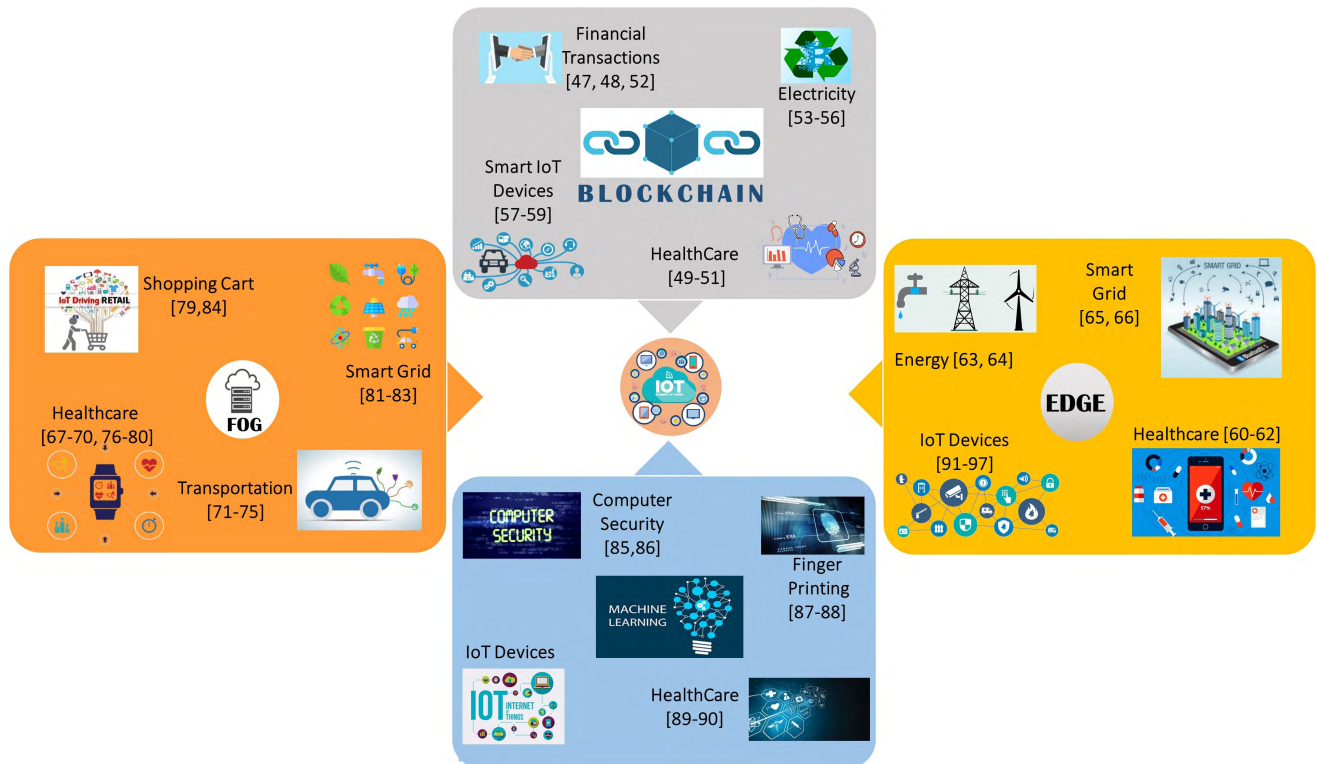 Financial
Transactions
[47, 48, 52]
Electricity
[53-56]
Smart IoT
Devices
[57-59]
BLOCKCHAIN
HealthCare
[49-51]
IoT Driving RETAIL
Shopping Cart
[79,84]
Smart Grid
[81-83]
FOG
Healthcare
[67-70, 76-80]
Transportation
[71-75]
IOT
Energy [63, 64]
Smart
Grid
[65, 66]
SMART GRID
EDGE
IoT Devices
[91-97]
Healthcare [60-62]
57%
COMPUTER
SECURITY
Computer
Security
[85,86]
Finger
Printing
[87-88]
MACHINE
LEARNING
IoT Devices
IOT
INTERNET
OF
THINGS
HealthCare
[89-90]